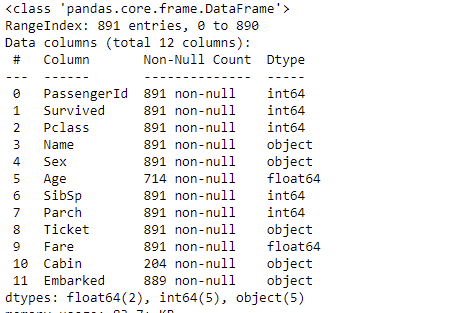 <class 'pandas.core.frame.DataFrame'>
RangeIndex: 891 entries, 0 to 890
Data columns (total 12 columns):
 #   Column       Non-Null Count  Dtype
---  ------       --------------  -----
 0   PassengerId  891 non-null    int64
 1   Survived     891 non-null    int64
 2   Pclass       891 non-null    int64
 3   Name         891 non-null    object
 4   Sex          891 non-null    object
 5   Age          714 non-null    float64
 6   SibSp        891 non-null    int64
 7   Parch        891 non-null    int64
 8   Ticket       891 non-null    object
 9   Fare         891 non-null    float64
 10  Cabin        204 non-null    object
 11  Embarked     889 non-null    object
dtypes: float64(2), int64(5), object(5)